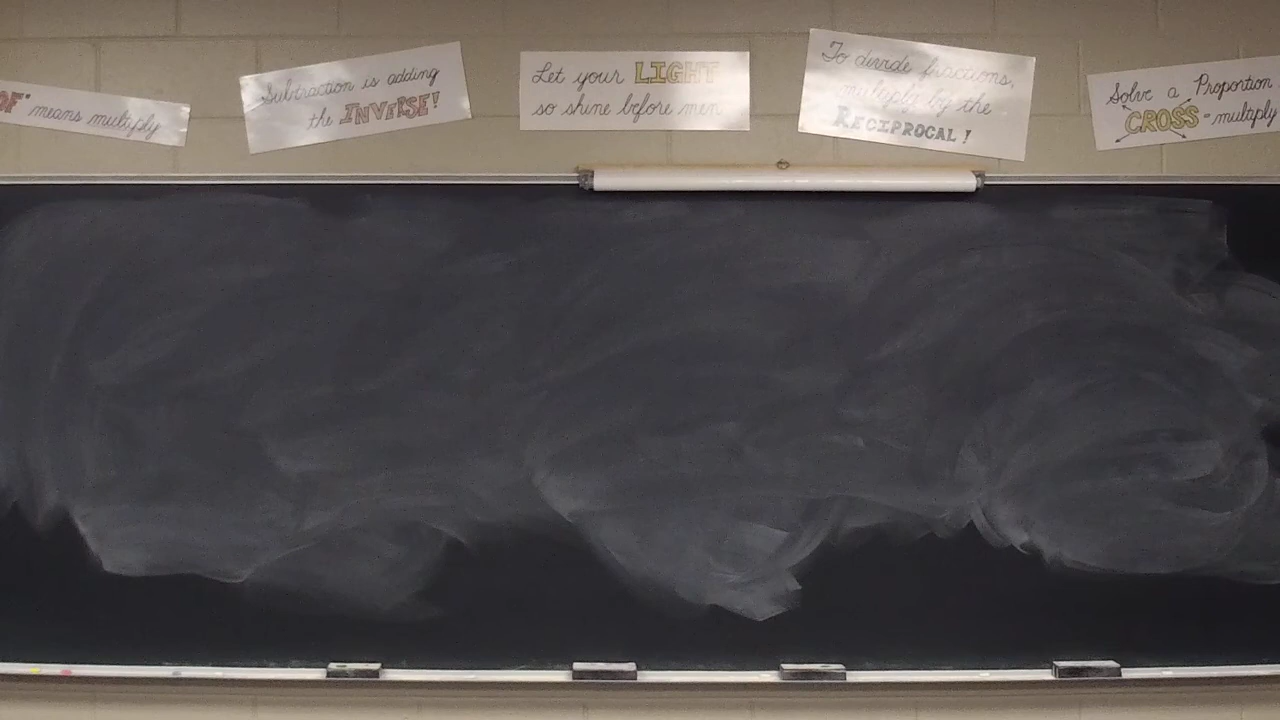 OF" means multiply
Subtraction is adding
the INVERSE!
Let your LIGHT
so shine before men
To divide fractions,
multiply by the
RECIPROCAL!
Solve a Proportion
CROSS-multiply